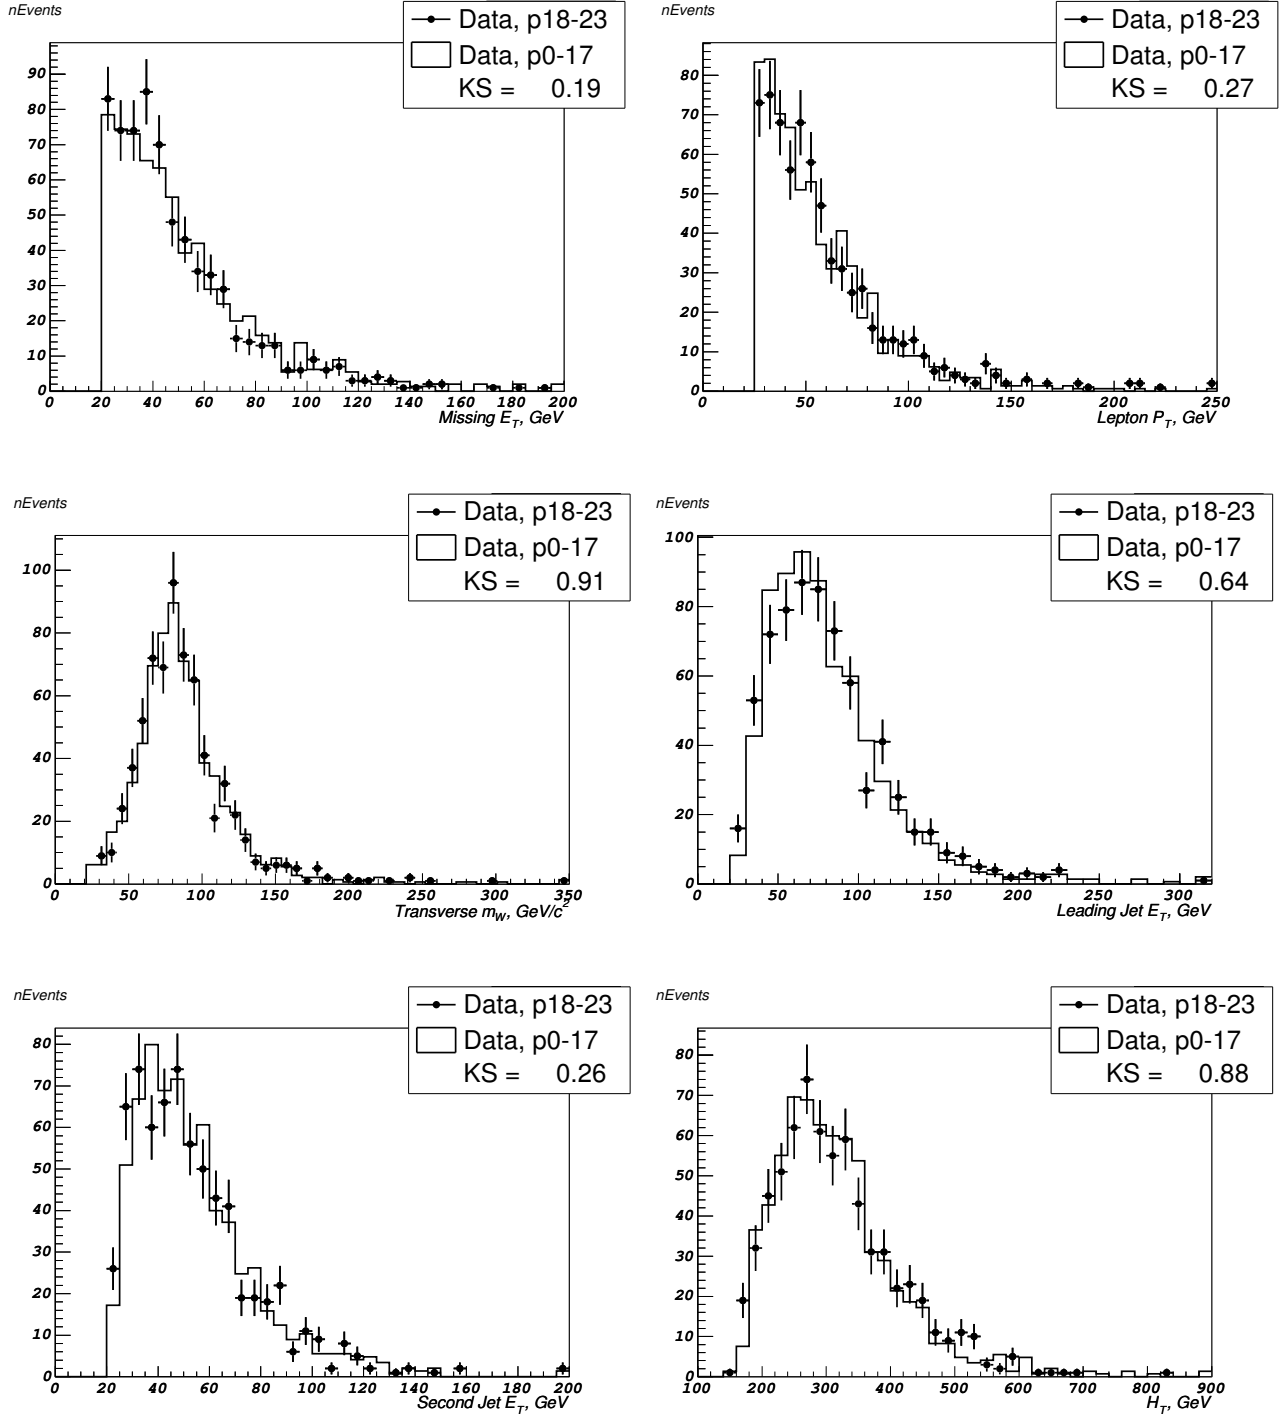 nEvents
Data, p18-23
Data, p0-17
KS = 0.19
90
80
70
60
50
40
30
20
10
0
0 20 40 60 80 100 120 140 160 180 200
Missing E_T, GeV
nEvents
Data, p18-23
Data, p0-17
KS = 0.27
80
70
60
50
40
30
20
10
0
0 50 100 150 200 250
Lepton P_T, GeV
nEvents
Data, p18-23
Data, p0-17
KS = 0.91
100
80
60
40
20
0
0 50 100 150 200 250 300 350
Transverse m_W, GeV/c^2
nEvents
Data, p18-23
Data, p0-17
KS = 0.64
100
80
60
40
20
0
0 50 100 150 200 250 300
Leading Jet E_T, GeV
nEvents
Data, p18-23
Data, p0-17
KS = 0.26
80
70
60
50
40
30
20
10
0
0 20 40 60 80 100 120 140 160 180 200
Second Jet E_T, GeV
nEvents
Data, p18-23
Data, p0-17
KS = 0.88
80
70
60
50
40
30
20
10
0
100 200 300 400 500 600 700 800 900
H_T, GeV